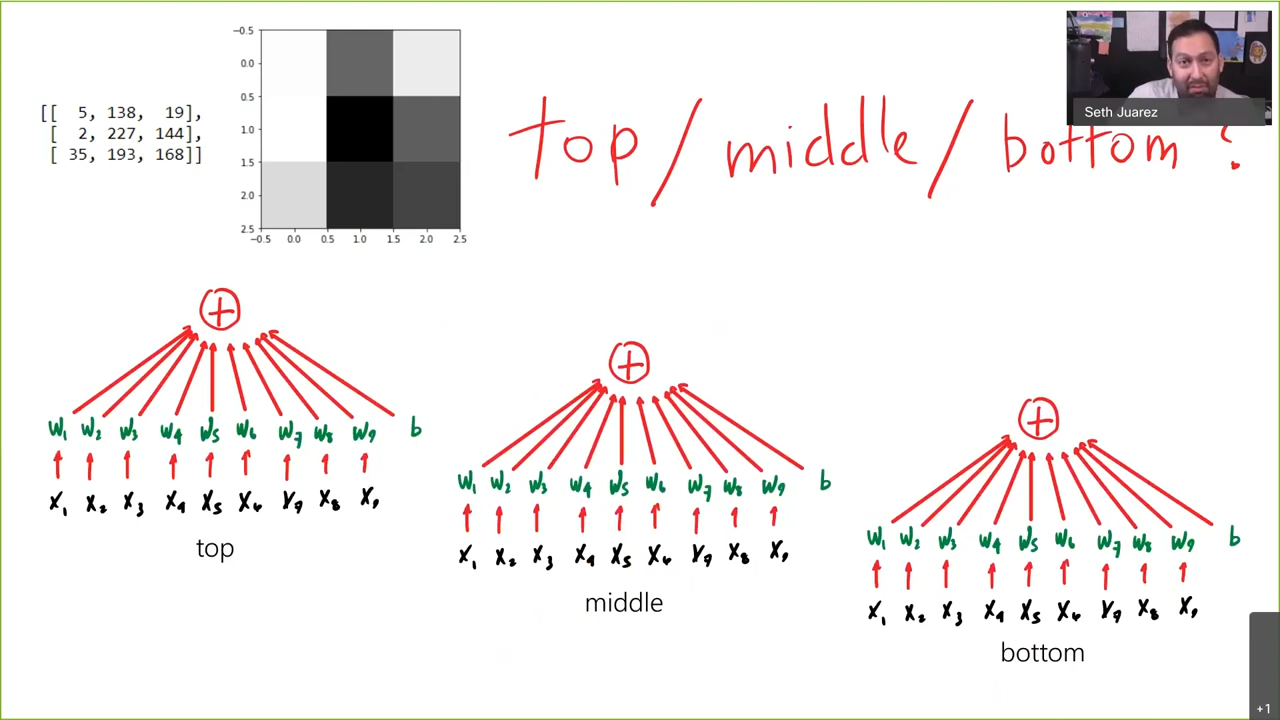 [[ 5, 138, 19],
[ 2, 227, 144],
[ 35, 193, 168]]
−0.5
0.0
0.5
1.0
1.5
2.0
2.5
−0.5 0.0 0.5 1.0 1.5 2.0 2.5
Seth Juarez
top / middle / bottom ?
+
w1 w2 w3 w4 w5 w6 w7 w8 w9 b
x1 x2 x3 x4 x5 x6 x7 x8 x9
top
+
w1 w2 w3 w4 w5 w6 w7 w8 w9 b
x1 x2 x3 x4 x5 x6 x7 x8 x9
middle
+
w1 w2 w3 w4 w5 w6 w7 w8 w9 b
x1 x2 x3 x4 x5 x6 x7 x8 x9
bottom
+1